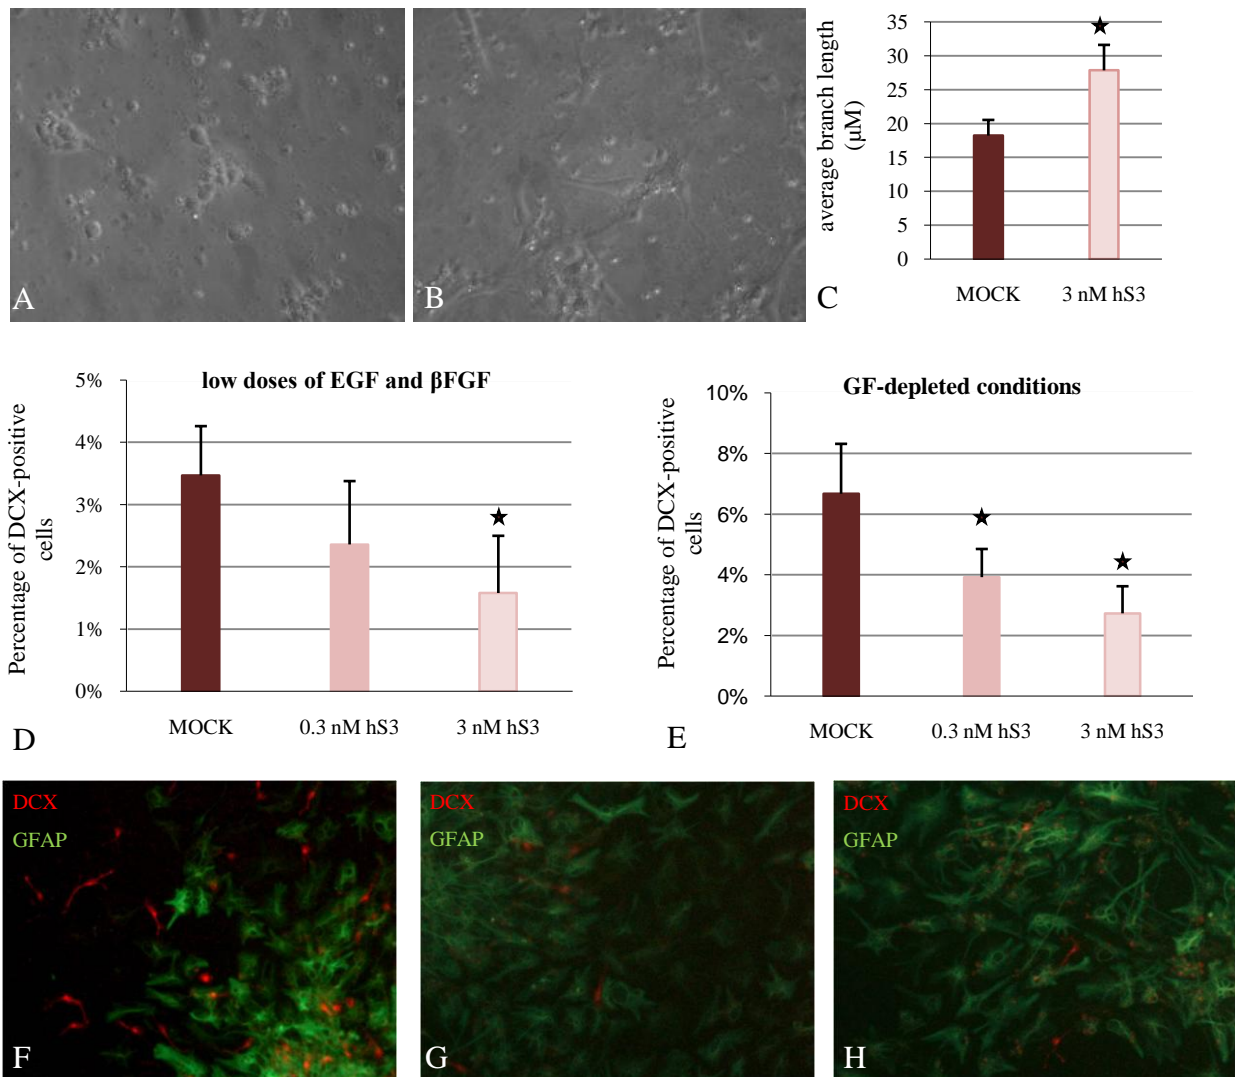 A
B
average branch length
(µM)
35
30
25
20
15
10
5
0
MOCK
3 nM hS3
C
low doses of EGF and βFGF
Percentage of DCX-positive
cells
5%
4%
3%
2%
1%
0%
MOCK
0.3 nM hS3
3 nM hS3
D
GF-depleted conditions
Percentage of DCX-positive
cells
10%
8%
6%
4%
2%
0%
MOCK
0.3 nM hS3
3 nM hS3
E
DCX
GFAP
F
DCX
GFAP
G
DCX
GFAP
H